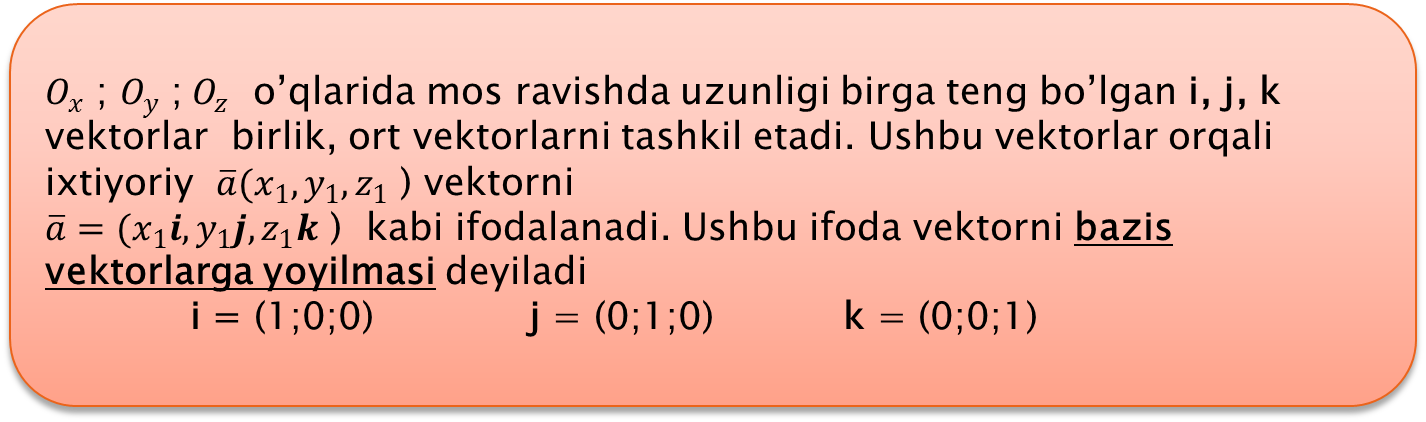 Oₓ ; Oᵧ ; O_z o’qlarida mos ravishda uzunligi birga teng bo’lgan i, j, k
vektorlar birlik, ort vektorlarni tashkil etadi. Ushbu vektorlar orqali
ixtiyoriy a̅(x₁, y₁, z₁ ) vektorni
a̅ = (x₁i, y₁j, z₁k ) kabi ifodalanadi. Ushbu ifoda vektorni bazis
vektorlarga yoyilmasi deyiladi
i = (1;0;0) j = (0;1;0) k = (0;0;1)